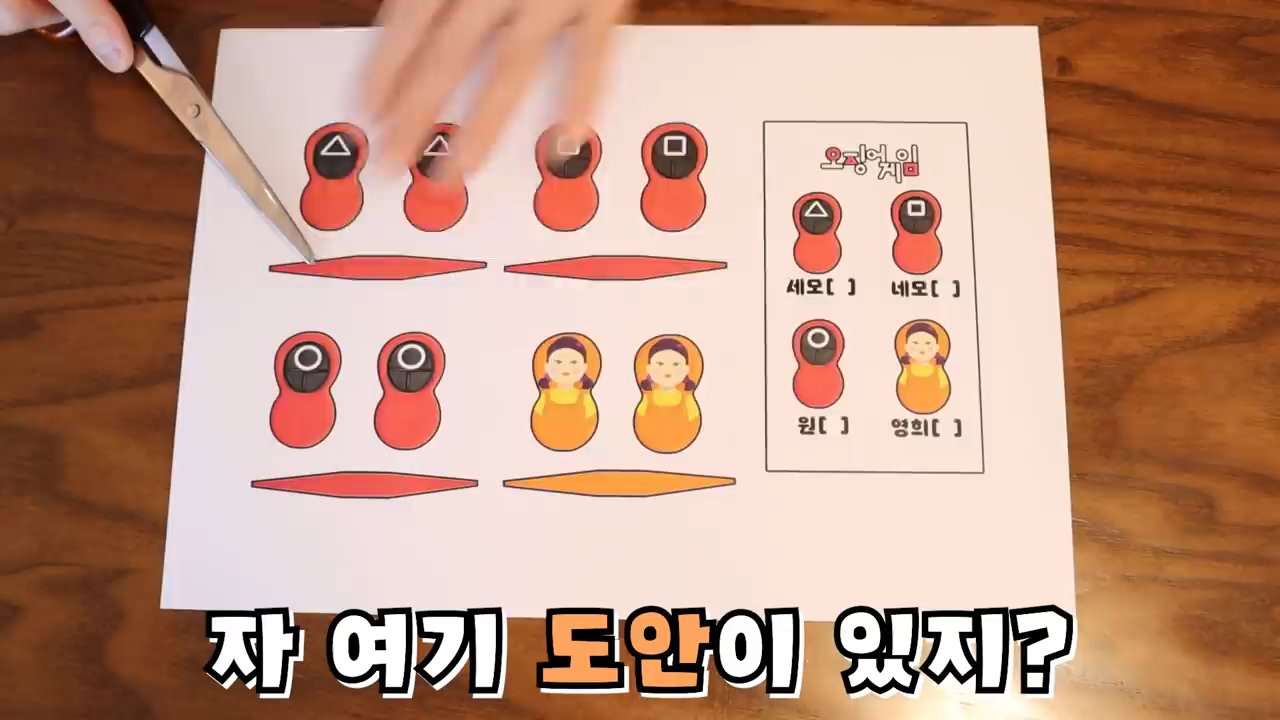 오징어게임
세모[ ] 네모[ ]
원[ ] 영희[ ]
자 여기 도안이 있지?